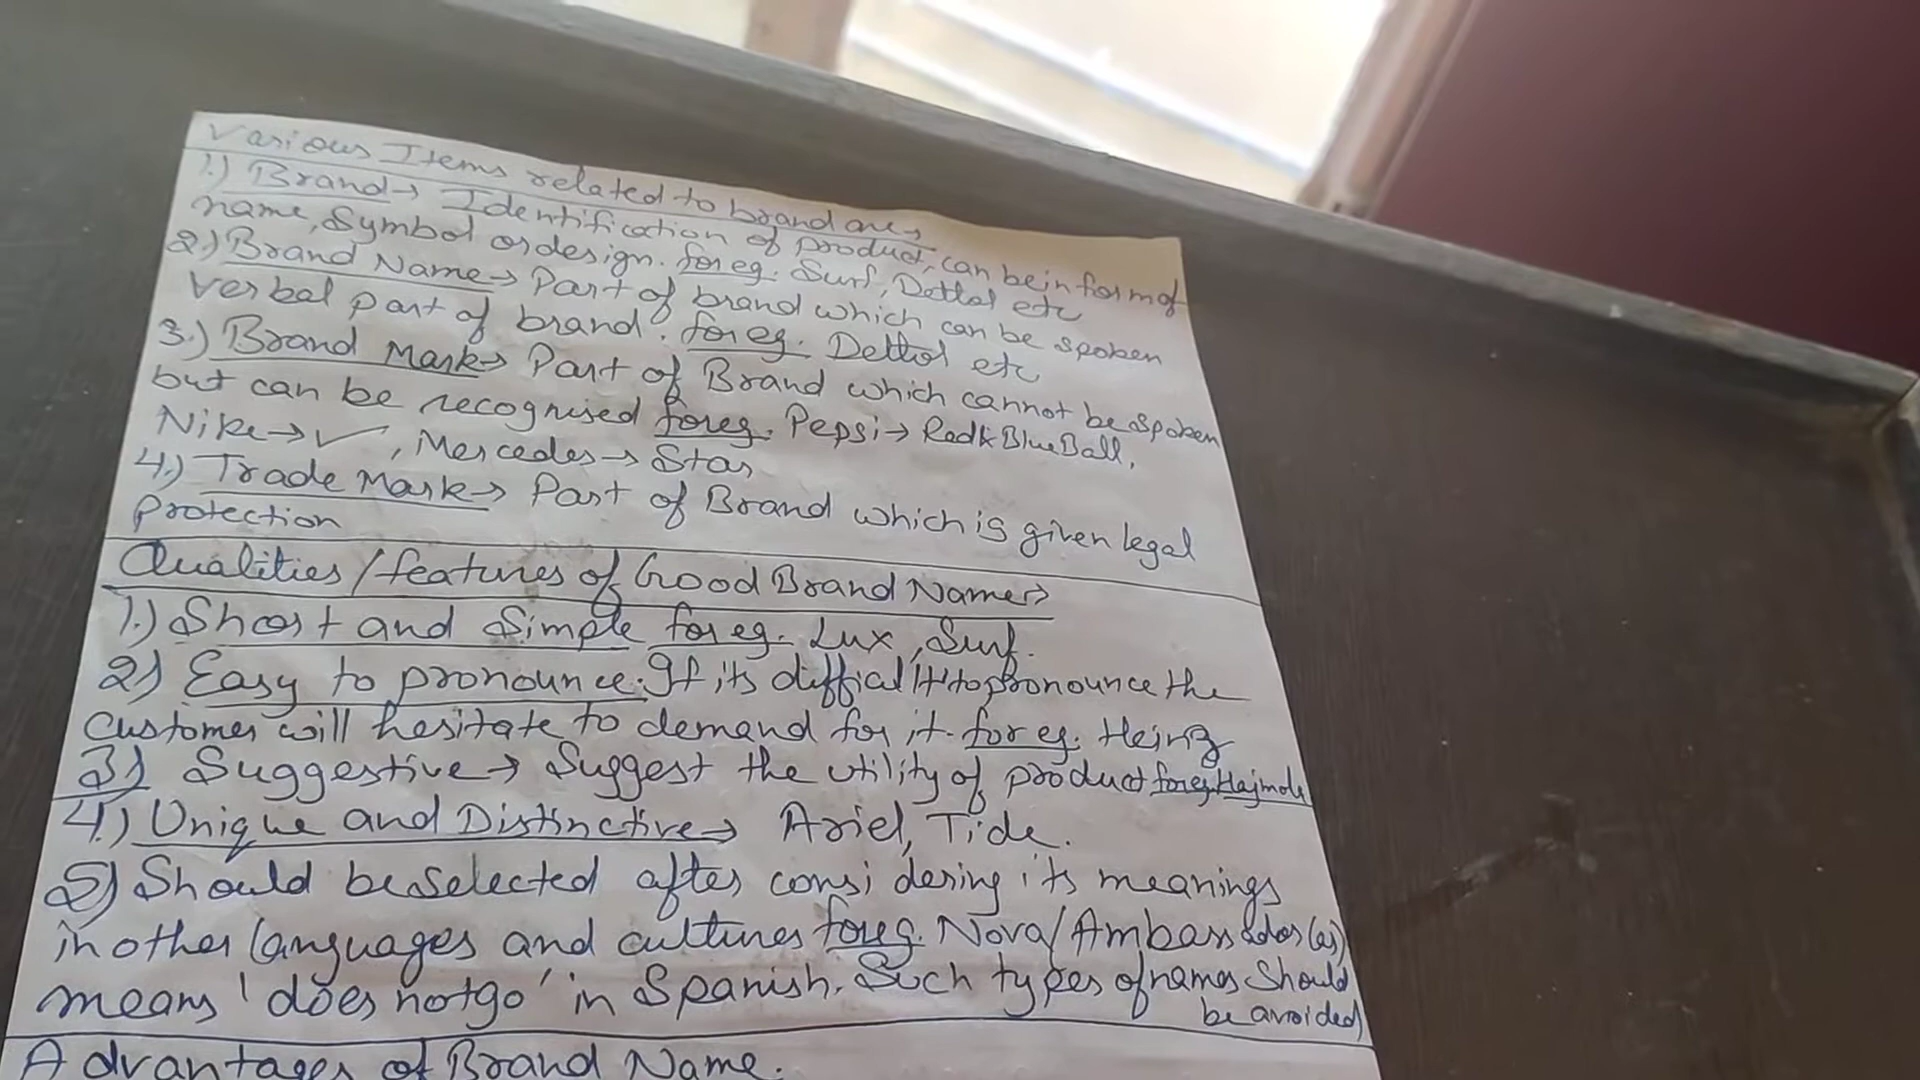 Various Items related to brand are→
1.) Brand→ Identification of product, can be in form of
name, Symbol or design. for eg. Surf, Dettol etc
2.) Brand Name→ Part of brand which can be spoken
Verbal part of brand. for eg. Dettol etc
3.) Brand Mark→ Part of Brand which cannot be spoken
but can be recognised for eg. Pepsi→ Red & Blue Ball,
Nike→ ✓, Mercedes→ Star
4.) Trade Mark→ Part of Brand which is given legal
Protection
Qualities/features of Good Brand Name→
1.) Short and Simple for eg. Lux, Surf.
2) Easy to pronounce. If its difficult to pronounce the
Customer will hesitate to demand for it. for eg. Heinz
3) Suggestive→ Suggest the utility of product for eg. Hajmola
4.) Unique and Distinctive→ Ariel, Tide.
5) Should be Selected after considering its meanings
in other languages and cultures for eg. Nova/Ambassador (as)
means 'does not go' in Spanish. Such types of names Should
be avoided
Advantages of Brand Name.